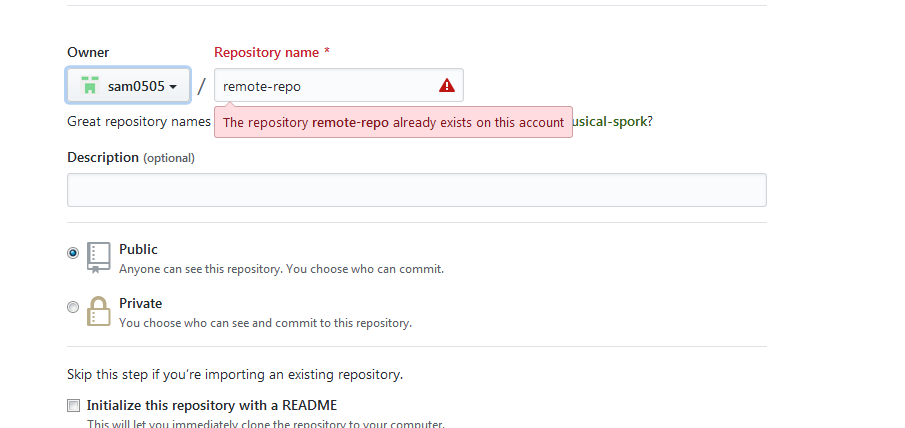 Owner Repository name *
sam0505 / remote-repo
The repository remote-repo already exists on this account
Great repository names usical-spork?
Description (optional)
Public
Anyone can see this repository. You choose who can commit.
Private
You choose who can see and commit to this repository.
Skip this step if you’re importing an existing repository.
Initialize this repository with a README
This will let you immediately clone the repository to your computer.